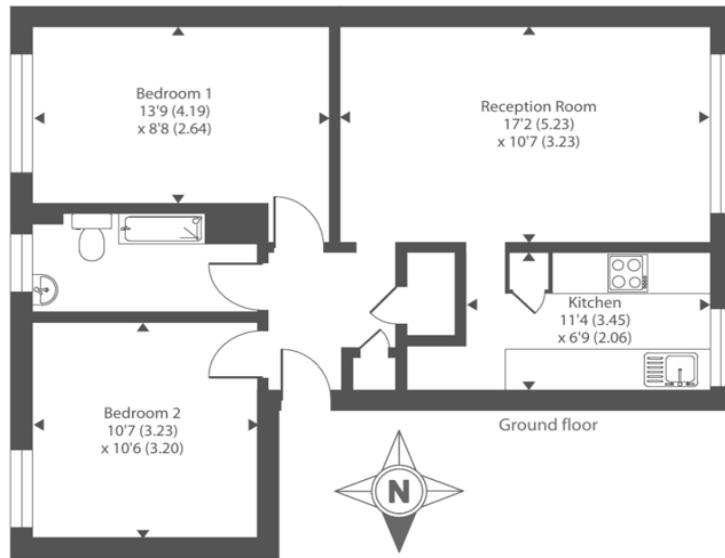 Bedroom 1
13'9 (4.19)
x 8'8 (2.64)
Reception Room
17'2 (5.23)
x 10'7 (3.23)
Kitchen
11'4 (3.45)
x 6'9 (2.06)
Bedroom 2
10'7 (3.23)
x 10'6 (3.20)
Ground floor
N